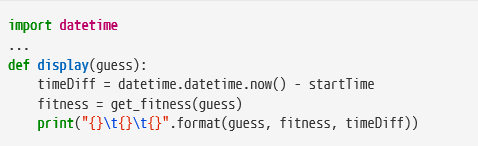 import datetime
...
def display(guess):
    timeDiff = datetime.datetime.now() - startTime
    fitness = get_fitness(guess)
    print("{}\t{}\t{}".format(guess, fitness, timeDiff))